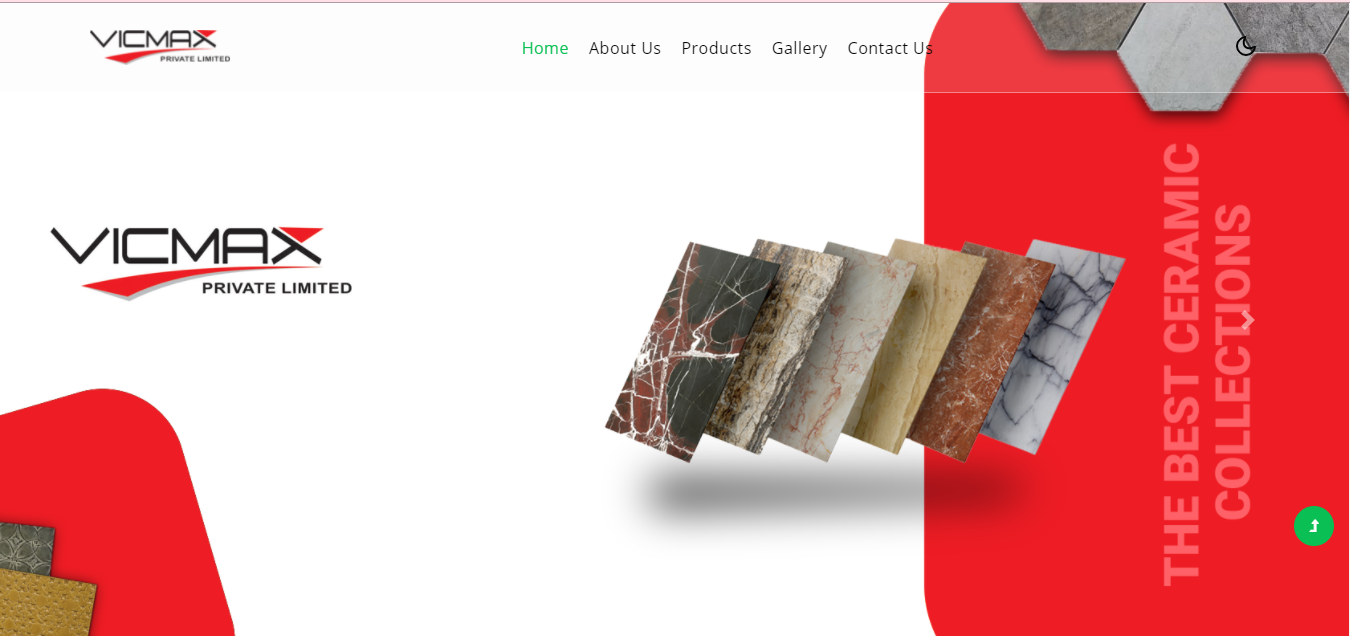 VICMAX
PRIVATE LIMITED
Home About Us Products Gallery Contact Us
VICMAX
PRIVATE LIMITED
THE BEST CERAMIC
COLLECTIONS